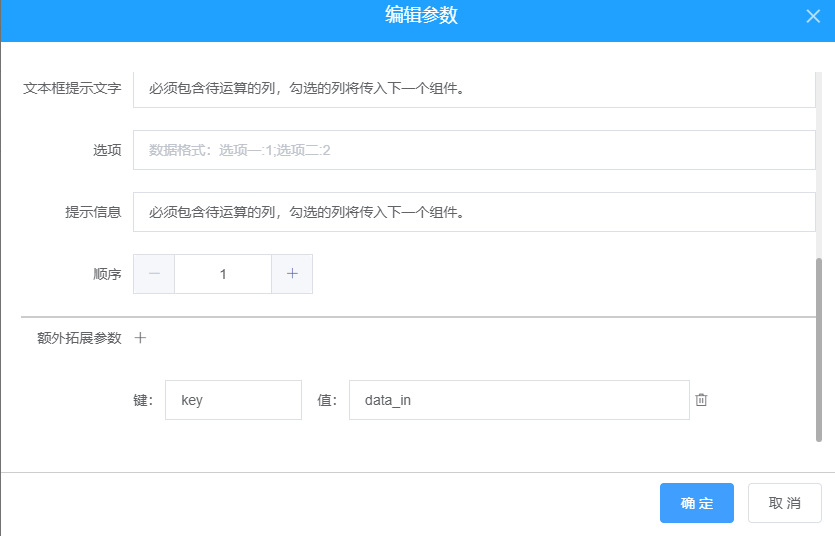 编辑参数
文本框提示文字 必须包含待运算的列，勾选的列将传入下一个组件。
选项 数据格式：选项一:1;选项二:2
提示信息 必须包含待运算的列，勾选的列将传入下一个组件。
顺序 1
额外拓展参数
键： key 值： data_in
确 定 取 消